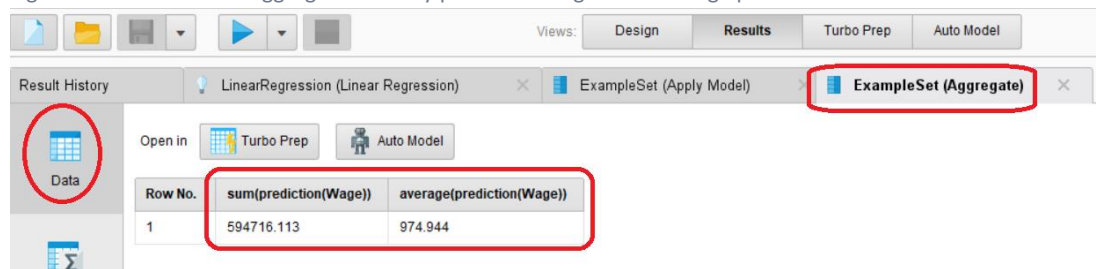 Views: Design Results Turbo Prep Auto Model
Result History LinearRegression (Linear Regression) ExampleSet (Apply Model) ExampleSet (Aggregate)
Open in Turbo Prep Auto Model
Data
Row No. sum(prediction(Wage)) average(prediction(Wage))
1 594716.113 974.944
Σ